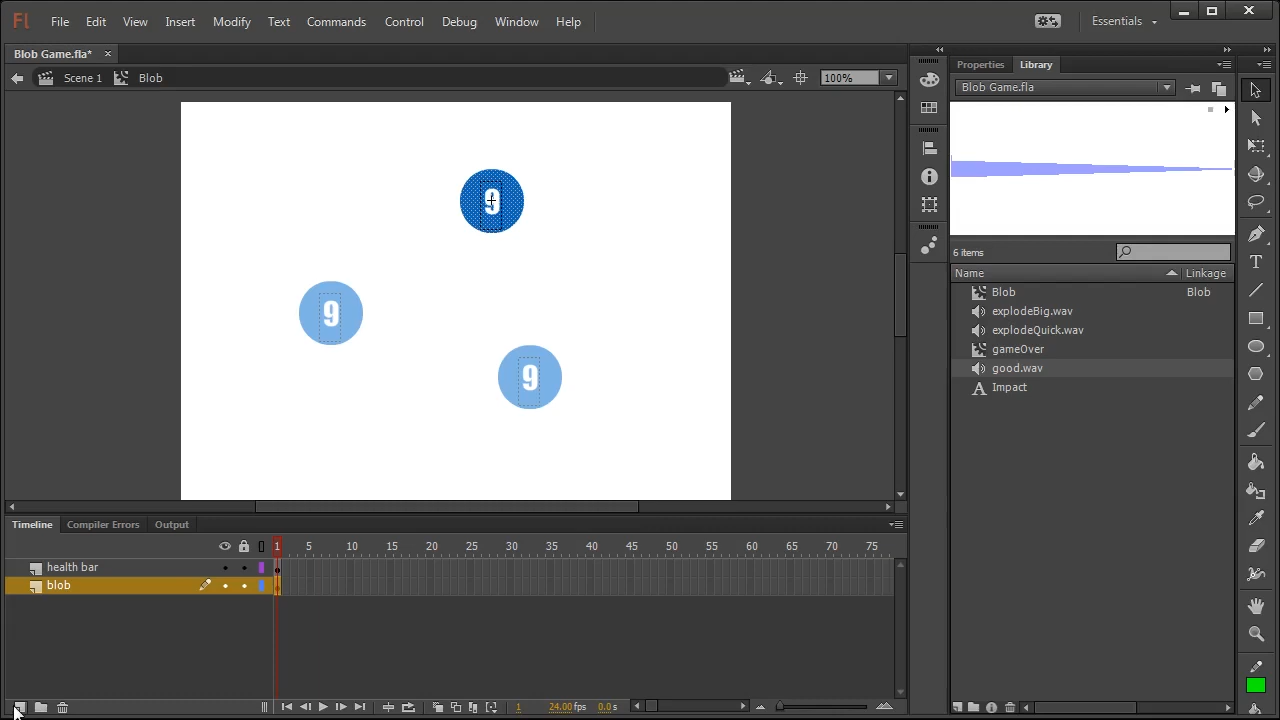 Fl File Edit View Insert Modify Text Commands Control Debug Window Help Essentials
Blob Game.fla* ×
Scene 1 Blob 100%
Properties Library
Blob Game.fla
9
9
9
6 items
Name Linkage
Blob Blob
explodeBig.wav
explodeQuick.wav
gameOver
good.wav
A Impact
Timeline Compiler Errors Output
1 5 10 15 20 25 30 35 40 45 50 55 60 65 70 75
health bar
blob
1 24.00 fps 0.0 s
T